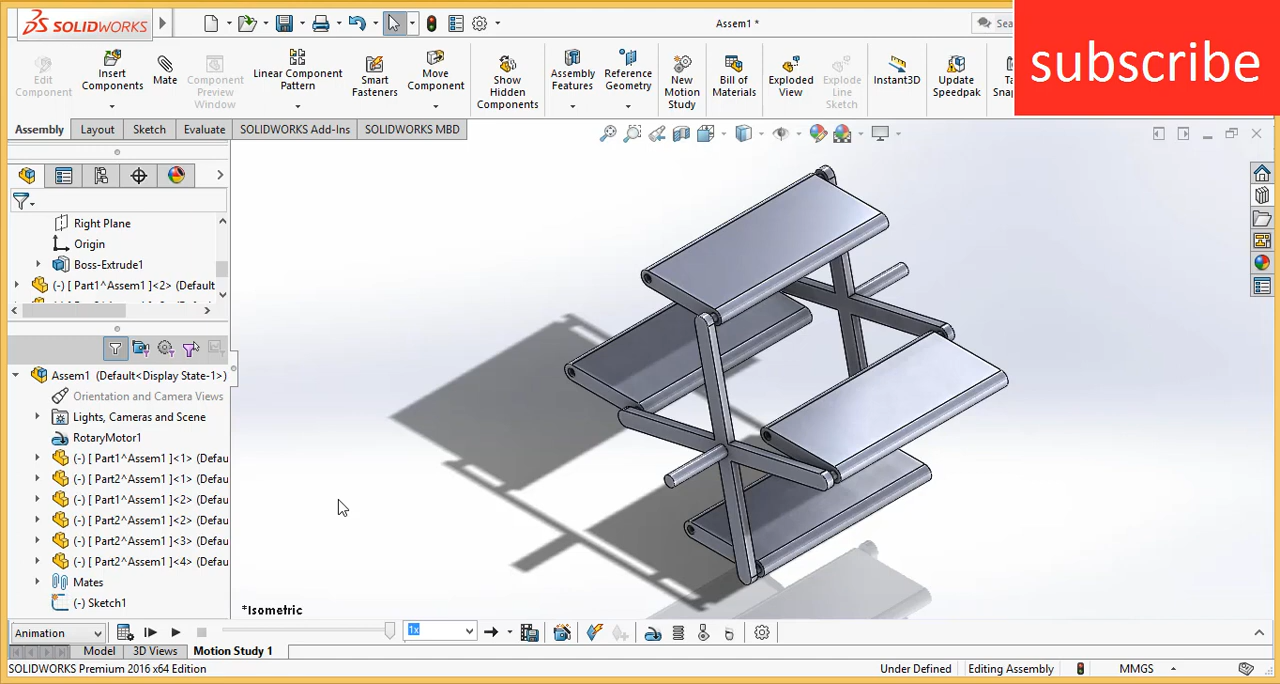 SOLIDWORKS
Assem1 *
Sea
subscribe
Edit Component
Insert Components
Mate
Component Preview Window
Linear Component Pattern
Smart Fasteners
Move Component
Show Hidden Components
Assembly Features
Reference Geometry
New Motion Study
Bill of Materials
Exploded View
Explode Line Sketch
Instant3D
Update Speedpak
Ta
Snap
Assembly
Layout
Sketch
Evaluate
SOLIDWORKS Add-Ins
SOLIDWORKS MBD
Right Plane
Origin
Boss-Extrude1
(-) [ Part1^Assem1 ]<2> (Default
Assem1 (Default<Display State-1>)
Orientation and Camera Views
Lights, Cameras and Scene
RotaryMotor1
(-) [ Part1^Assem1 ]<1> (Defau
(-) [ Part2^Assem1 ]<1> (Defau
(-) [ Part1^Assem1 ]<2> (Defau
(-) [ Part2^Assem1 ]<2> (Defau
(-) [ Part2^Assem1 ]<3> (Defau
(-) [ Part2^Assem1 ]<4> (Defau
Mates
(-) Sketch1
*Isometric
Animation
1x
Model
3D Views
Motion Study 1
SOLIDWORKS Premium 2016 x64 Edition
Under Defined
Editing Assembly
MMGS